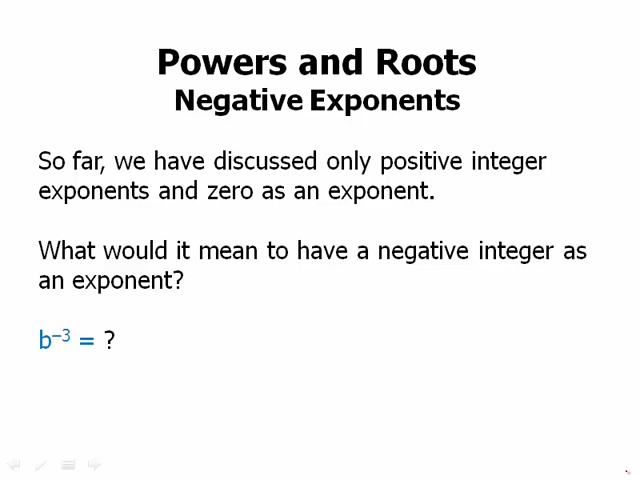 Powers and Roots
Negative Exponents
So far, we have discussed only positive integer
exponents and zero as an exponent.
What would it mean to have a negative integer as
an exponent?
b⁻³ = ?